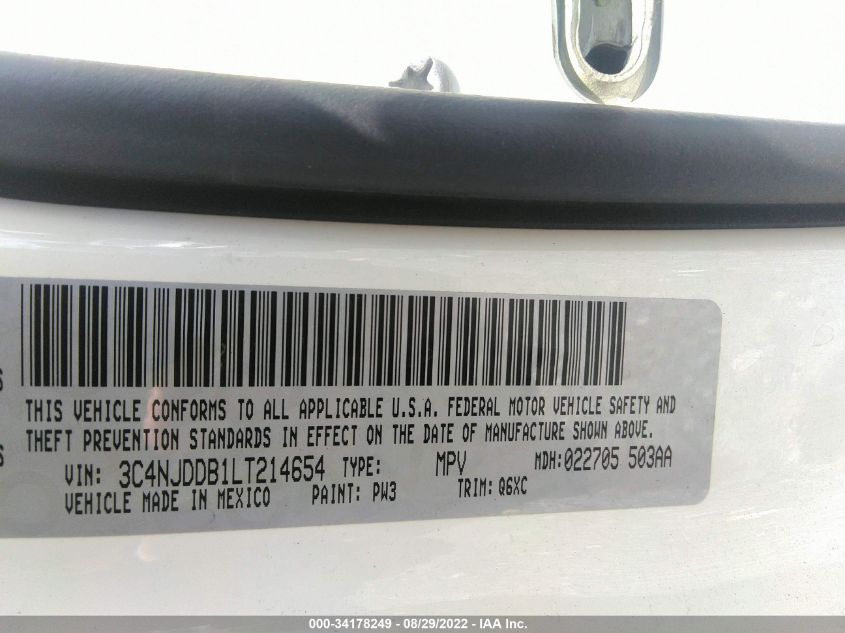 THIS VEHICLE CONFORMS TO ALL APPLICABLE U.S.A. FEDERAL MOTOR VEHICLE SAFETY AND
THEFT PREVENTION STANDARDS IN EFFECT ON THE DATE OF MANUFACTURE SHOWN ABOVE.
VIN: 3C4NJDDB1LT214654 TYPE: MPV MDH:022705 503AA
VEHICLE MADE IN MEXICO PAINT: PW3 TRIM: Q6XC
000-34178249 - 08/29/2022 - IAA Inc.